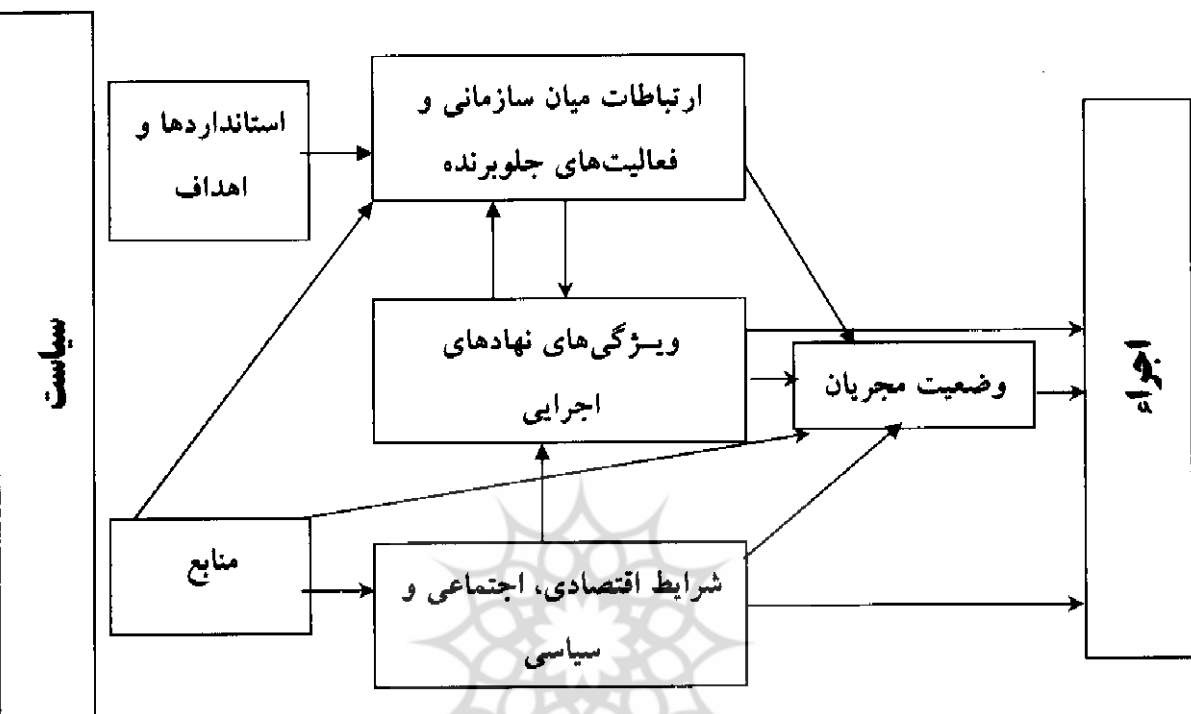 سیاست
استانداردها و
اهداف
ارتباطات میان سازمانی و
فعالیت‌های جلوبرنده
ویـژگی‌های نهادهای
اجرایی
وضعیت مجریان
منابع
شرایط اقتصادی، اجتماعی و
سیاسی
اجراء